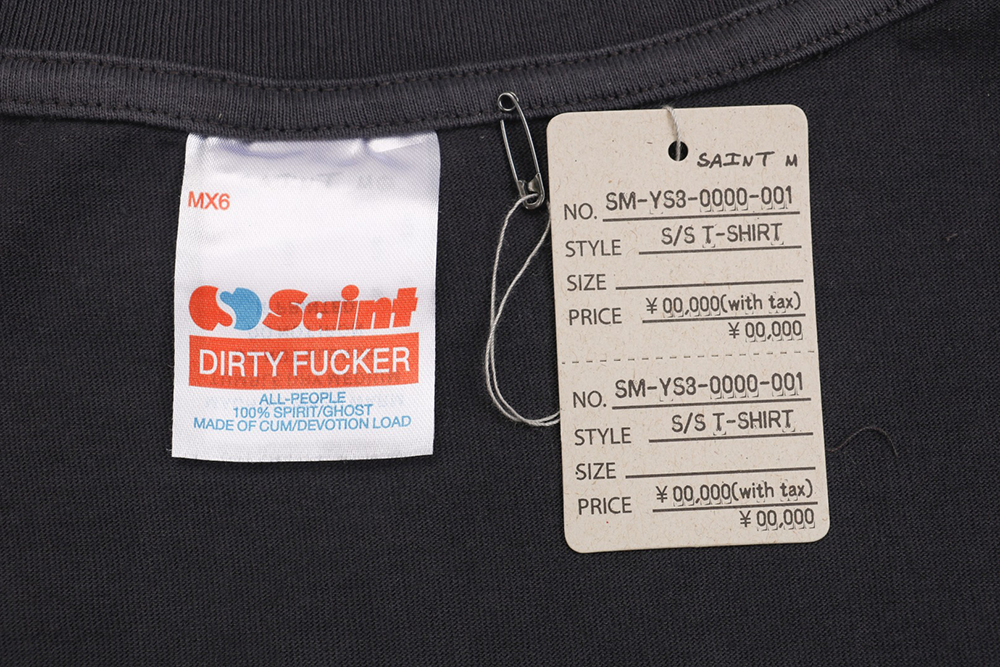 MX6
Saint
DIRTY FUCKER
ALL-PEOPLE
100% SPIRIT/GHOST
MADE OF CUM/DEVOTION LOAD
SAINT M
NO. SM-YS3-0000-001
STYLE S/S T-SHIRT
SIZE
PRICE ¥00,000(with tax)
¥00,000
NO. SM-YS3-0000-001
STYLE S/S T-SHIRT
SIZE
PRICE ¥00,000(with tax)
¥00,000